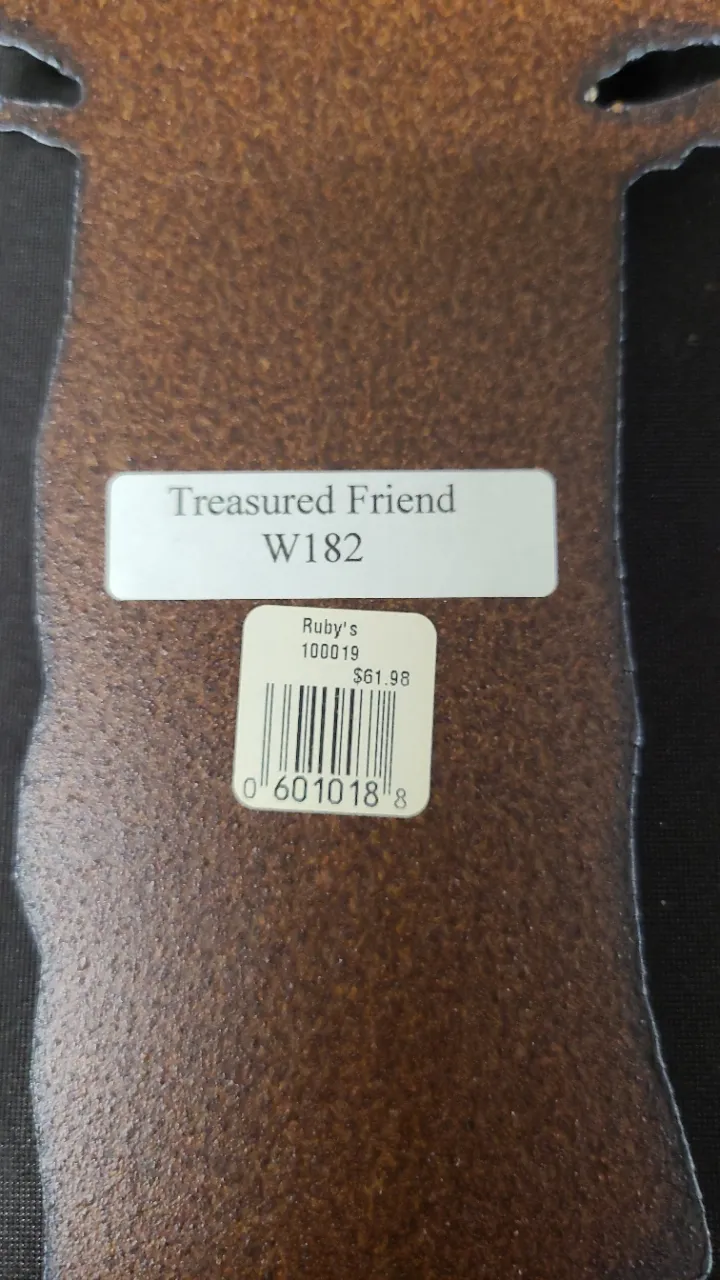 Treasured Friend
W182
Ruby's
100019
$61.98
0 601018 8